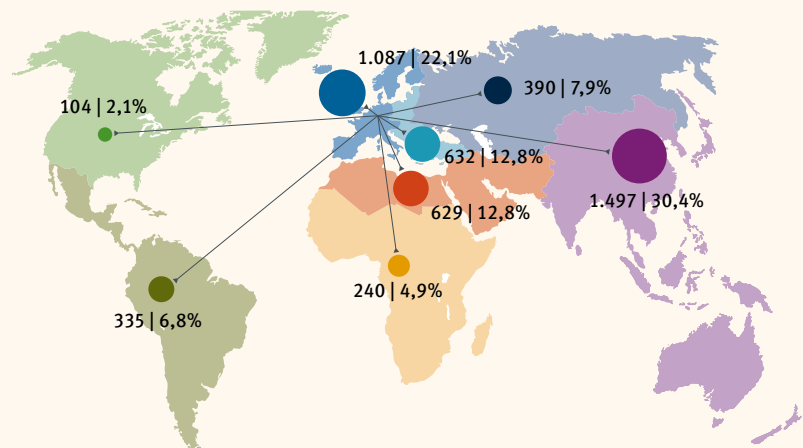 1.087 | 22,1%
390 | 7,9%
104 | 2,1%
632 | 12,8%
1.497 | 30,4%
629 | 12,8%
240 | 4,9%
335 | 6,8%